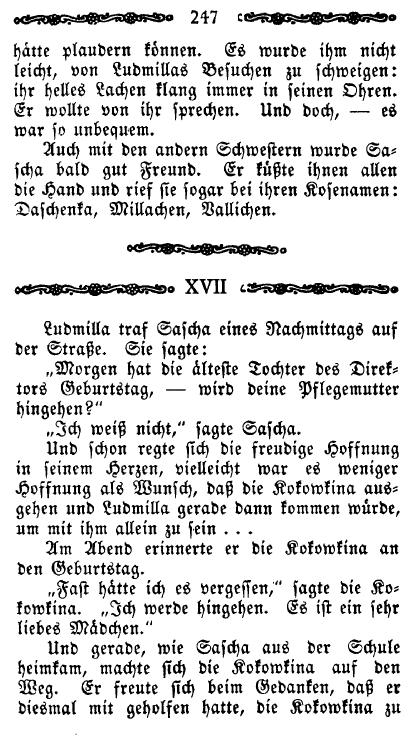 247
hätte plaudern können. Es wurde ihm nicht
leicht, von Ludmillas Besuchen zu schweigen:
ihr helles Lachen klang immer in seinen Ohren.
Er wollte von ihr sprechen. Und doch, — es
war so unbequem.
Auch mit den andern Schwestern wurde Sa-
scha bald gut Freund. Er küßte ihnen allen
die Hand und rief sie sogar bei ihren Kosenamen:
Daschenka, Millachen, Vallichen.
XVII
Ludmilla traf Sascha eines Nachmittags auf
der Straße. Sie sagte:
„Morgen hat die älteste Tochter des Direk-
tors Geburtstag, — wird deine Pflegemutter
hingehen?“
„Ich weiß nicht,“ sagte Sascha.
Und schon regte sich die freudige Hoffnung
in seinem Herzen, vielleicht war es weniger
Hoffnung als Wunsch, daß die Kokowkina aus-
gehen und Ludmilla gerade dann kommen würde,
um mit ihm allein zu sein . . .
Am Abend erinnerte er die Kokowkina an
den Geburtstag.
„Fast hätte ich es vergessen,“ sagte die Ko-
kowkina. „Ich werde hingehen. Es ist ein sehr
liebes Mädchen.“
Und gerade, wie Sascha aus der Schule
heimkam, machte sich die Kokowkina auf den
Weg. Er freute sich beim Gedanken, daß er
diesmal mit geholfen hatte, die Kokowkina zu